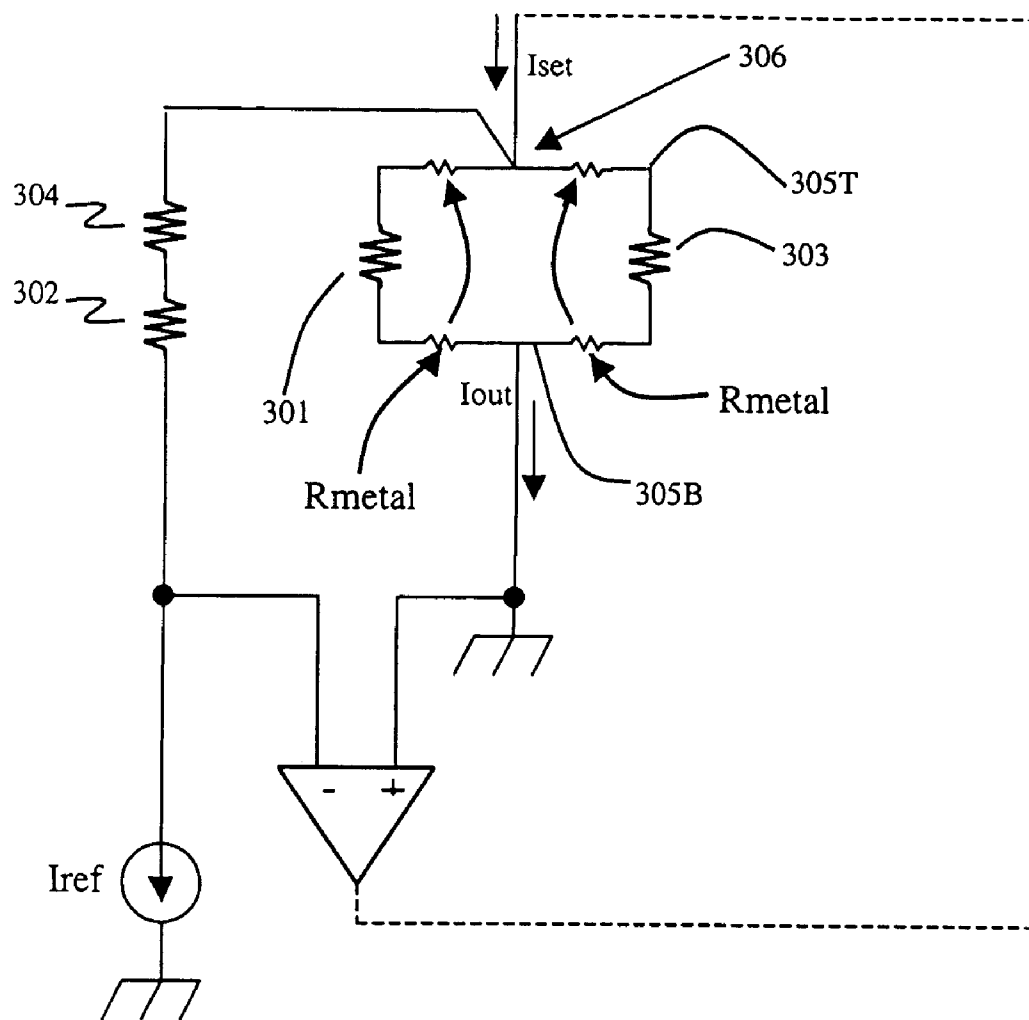 Iset
306
304
305T
303
302
301
Iout
Rmetal
Rmetal
305B
- +
Iref